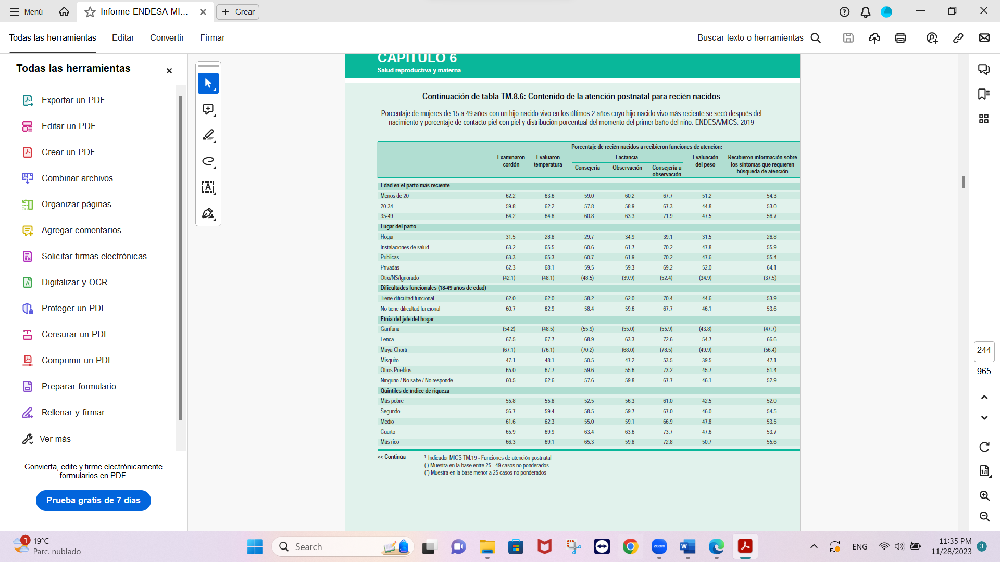 Menú
Informe-ENDESA-MI...
Crear
Todas las herramientas
Editar
Convertir
Firmar
Buscar texto o herramientas
Todas las herramientas
Exportar un PDF
Editar un PDF
Crear un PDF
Combinar archivos
Organizar páginas
Agregar comentarios
Solicitar firmas electrónicas
Digitalizar y OCR
Proteger un PDF
Censurar un PDF
Comprimir un PDF
Preparar formulario
Rellenar y firmar
Ver más
Convierta, edite y firme electrónicamente
formularios en PDF.
Prueba gratis de 7 días
CAPÍTULO 6
Salud reproductiva y materna
Continuación de tabla TM.8.6: Contenido de la atención postnatal para recién nacidos
Porcentaje de mujeres de 15 a 49 años con un hijo nacido vivo en los últimos 2 años cuyo hijo nacido vivo más reciente se secó después del
nacimiento y porcentaje de contacto piel con piel y distribución porcentual del momento del primer baño del niño, ENDESA/MICS, 2019
Porcentaje de recién nacidos a recibieron funciones de atención:
Examinaron cordón | Evaluaron temperatura | Lactancia | Evaluación del peso | Recibieron información sobre los síntomas que requieren búsqueda de atención
Consejería | Observación | Consejería u observación
Edad en el parto más reciente
Menos de 20 62.2 63.6 59.0 60.2 67.7 51.2 54.3
20-34 59.8 62.2 57.8 58.9 67.3 44.8 53.0
35-49 64.2 64.8 60.8 63.3 71.9 47.5 56.7
Lugar del parto
Hogar 31.5 28.8 29.7 34.9 39.1 31.5 26.8
Instalaciones de salud 63.2 65.5 60.6 61.7 70.2 47.8 55.9
Públicas 63.3 65.3 60.7 61.9 70.2 47.6 55.4
Privadas 62.3 68.1 59.5 59.3 69.2 52.0 64.1
Otro/NS/Ignorado (42.1) (48.1) (48.5) (39.9) (52.4) (34.9) (37.5)
Dificultades funcionales (18-49 años de edad)
Tiene dificultad funcional 62.0 62.0 58.2 62.0 70.4 44.6 53.9
No tiene dificultad funcional 60.7 62.9 58.4 59.6 67.7 46.1 53.6
Etnia del jefe del hogar
Garífuna (54.2) (48.5) (55.9) (55.0) (55.9) (43.8) (47.7)
Lenca 67.5 67.7 68.9 63.3 72.6 54.7 66.6
Maya Chortí (67.1) (76.1) (70.2) (68.0) (78.5) (49.9) (56.4)
Misquito 47.1 48.1 50.5 47.2 53.5 39.5 47.1
Otros Pueblos 65.0 67.7 59.6 55.6 73.2 45.7 51.4
Ninguno / No sabe / No responde 60.5 62.6 57.6 59.8 67.7 46.1 52.9
Quintiles de índice de riqueza
Más pobre 55.8 55.8 52.5 56.3 61.0 42.5 52.0
Segundo 56.7 59.4 58.5 59.7 67.0 46.0 54.5
Medio 61.6 62.3 55.0 59.1 66.9 47.8 53.5
Cuarto 65.9 69.9 63.4 63.6 73.7 47.6 53.7
Más rico 66.3 69.1 65.3 59.8 72.8 50.7 55.6
<< Continúa
¹ Indicador MICS TM.19 - Funciones de atención postnatal
( ) Muestra en la base entre 25 - 49 casos no ponderados
(*) Muestra en la base menor a 25 casos no ponderados
244
965
1:1
1
19°C
Parc. nublado
Search
zoom
W
ENG
11:35 PM
11/28/2023
3